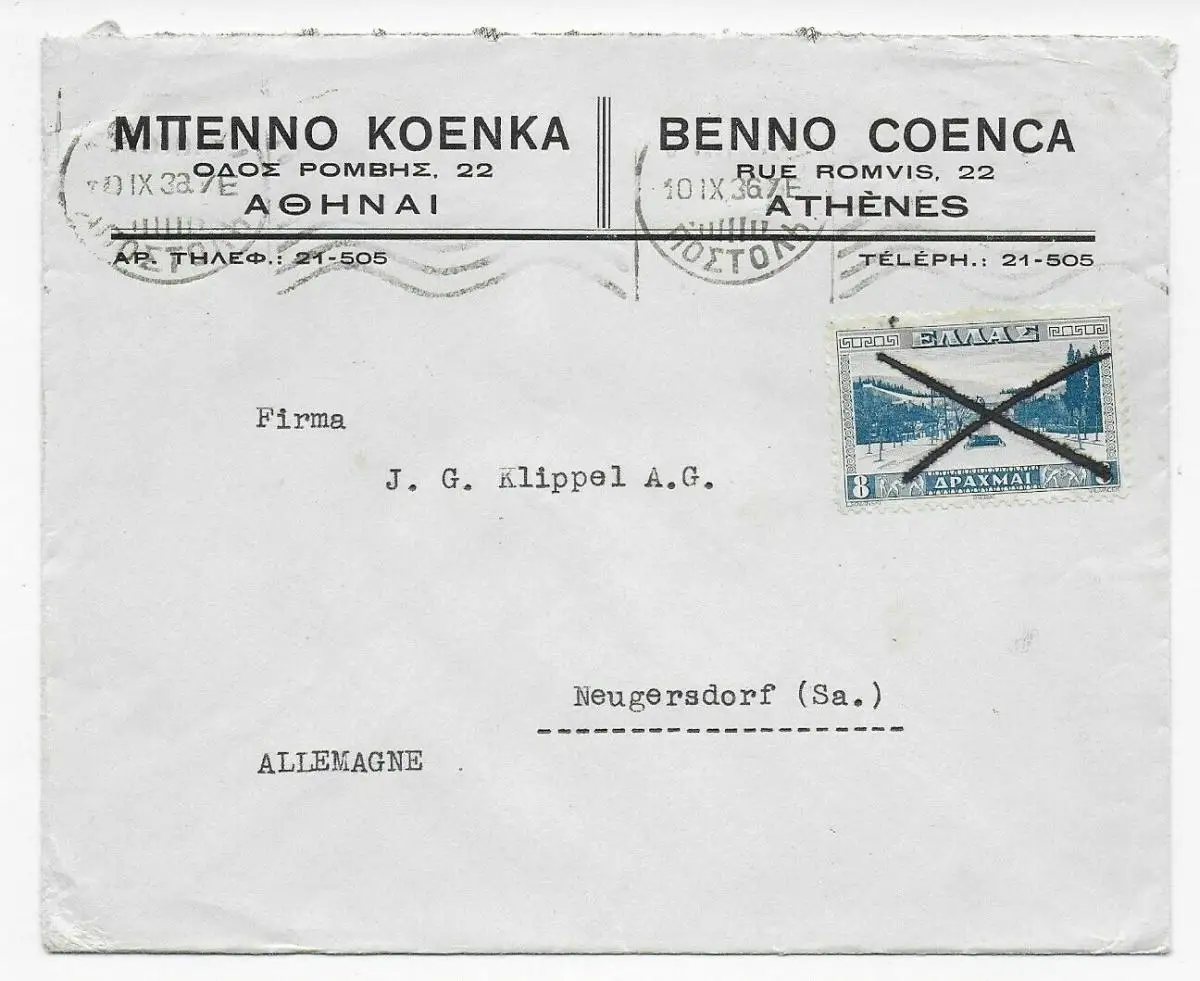 ΜΠΕΝΝΟ ΚΟΕΝΚΑ
ΟΔΟΣ ΡΟΜΒΗΣ, 22
ΑΘΗΝΑΙ
ΑΡ. ΤΗΛΕΦ.: 21-505
BENNO COENCA
RUE ROMVIS, 22
ATHÈNES
TÉLÉPH.: 21-505
10 IX 36
ΠΟΣΤΟΛΗ
ΕΛΛΑΣ
8 ΔΡΑΧΜΑΙ
Firma
J. G. Klippel A.G.
Neugersdorf (Sa.)
ALLEMAGNE